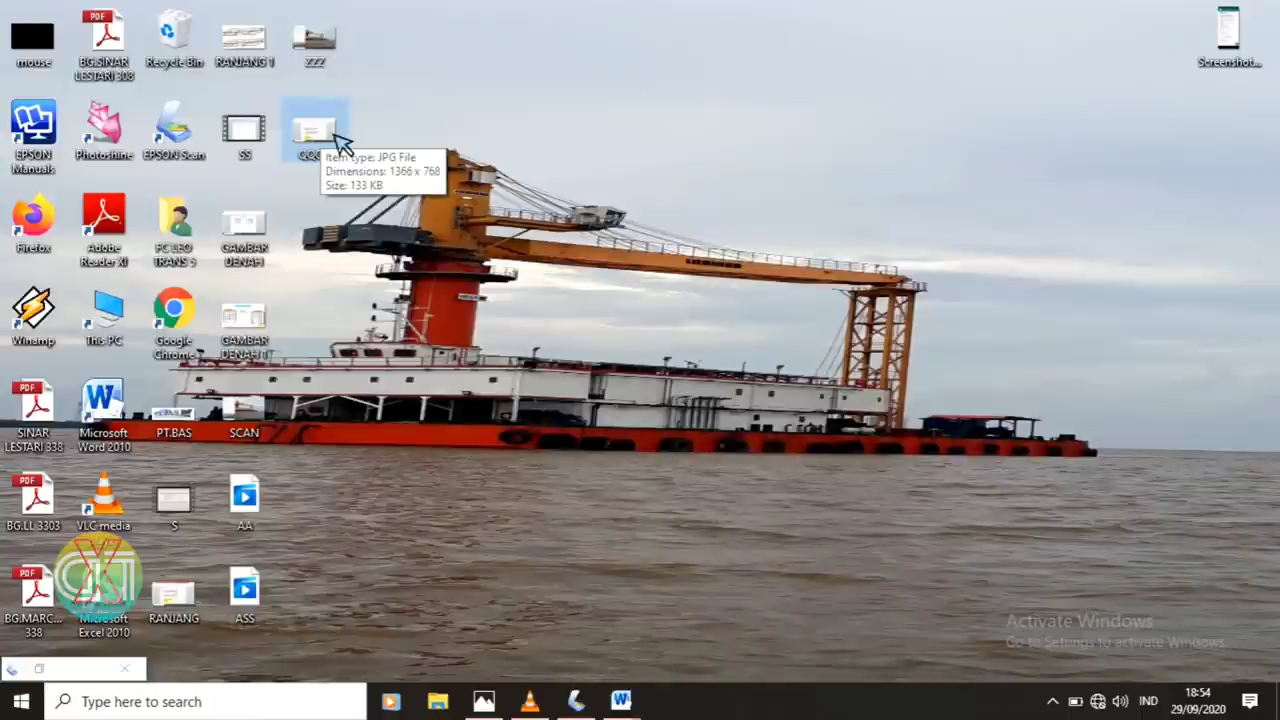 mouse
BG.SINAR
LESTARI 308
Recycle Bin
RANJANG 1
ZZZ
Screenshot...
EPSON
Manuals
Photoshine
EPSON Scan
SS
Item type: JPG File
Dimensions: 1366 x 768
Size: 133 KB
Firefox
Adobe
Reader XI
FC LEO
TRANS 9
GAMBAR
DENAH
Winamp
This PC
Google
Chrome
GAMBAR
DENAH 1
PDF
SINAR
LESTARI 338
Microsoft
Word 2010
PT.BAS
SCAN
PDF
BG.LL 3303
VLC media
S
AA
PDF
BG.MARC...
338
Microsoft
Excel 2010
RANJANG
ASS
Activate Windows
Go to Settings to activate Windows.
Type here to search
IND
18:54
29/09/2020